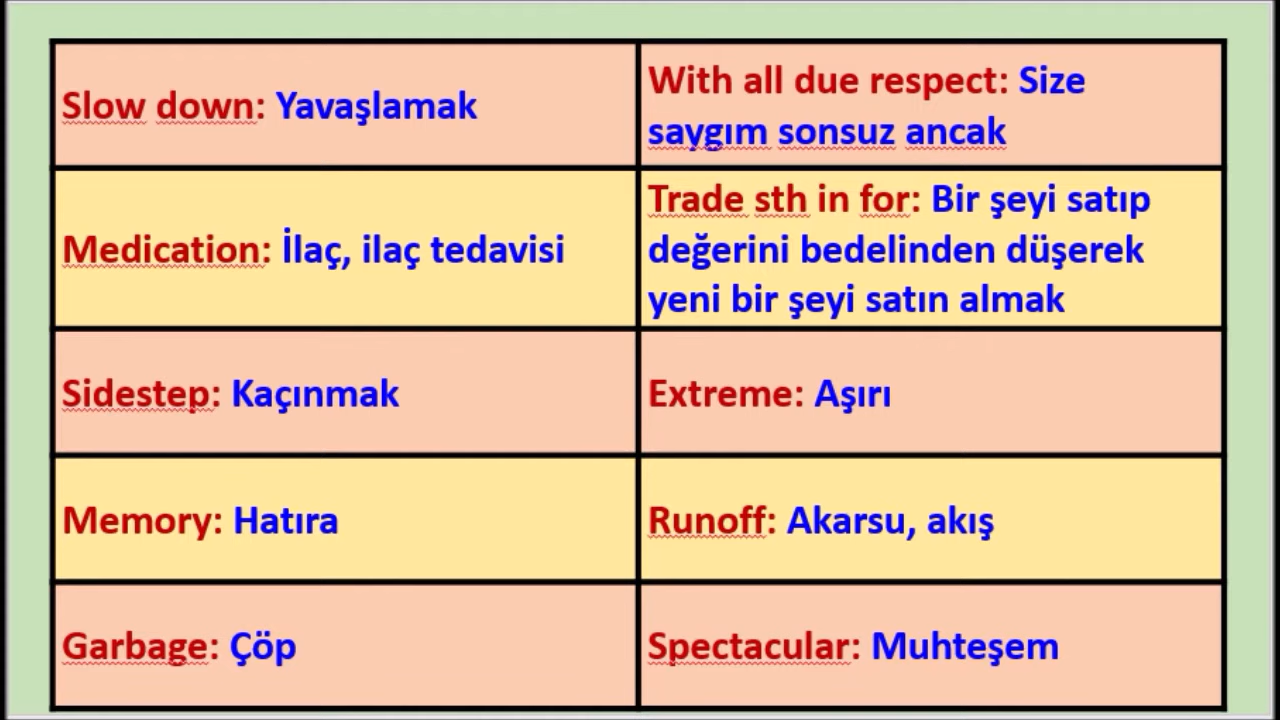 Slow down: Yavaşlamak
With all due respect: Size
saygım sonsuz ancak
Medication: İlaç, ilaç tedavisi
Trade sth in for: Bir şeyi satıp
değerini bedelinden düşerek
yeni bir şeyi satın almak
Sidestep: Kaçınmak
Extreme: Aşırı
Memory: Hatıra
Runoff: Akarsu, akış
Garbage: Çöp
Spectacular: Muhteşem